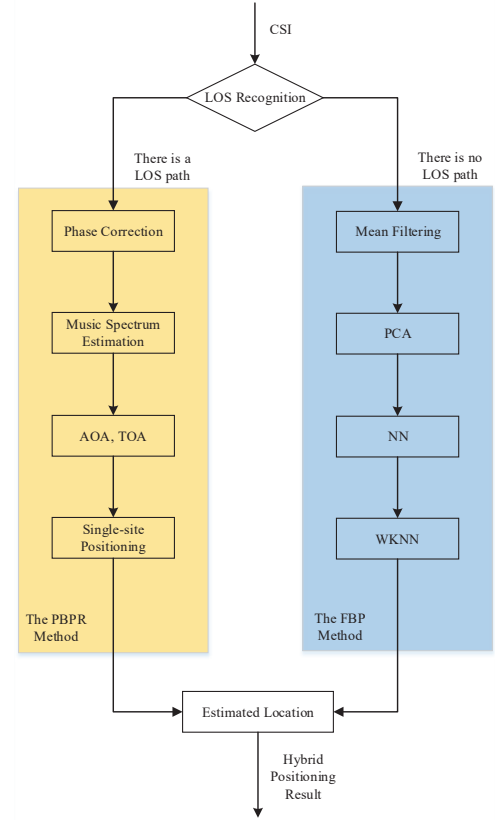 CSI
LOS Recognition
There is a
LOS path
There is no
LOS path
Phase Correction
Music Spectrum
Estimation
AOA, TOA
Single-site
Positioning
The PBPR
Method
Mean Filtering
PCA
NN
WKNN
The FBP
Method
Estimated Location
Hybrid
Positioning
Result